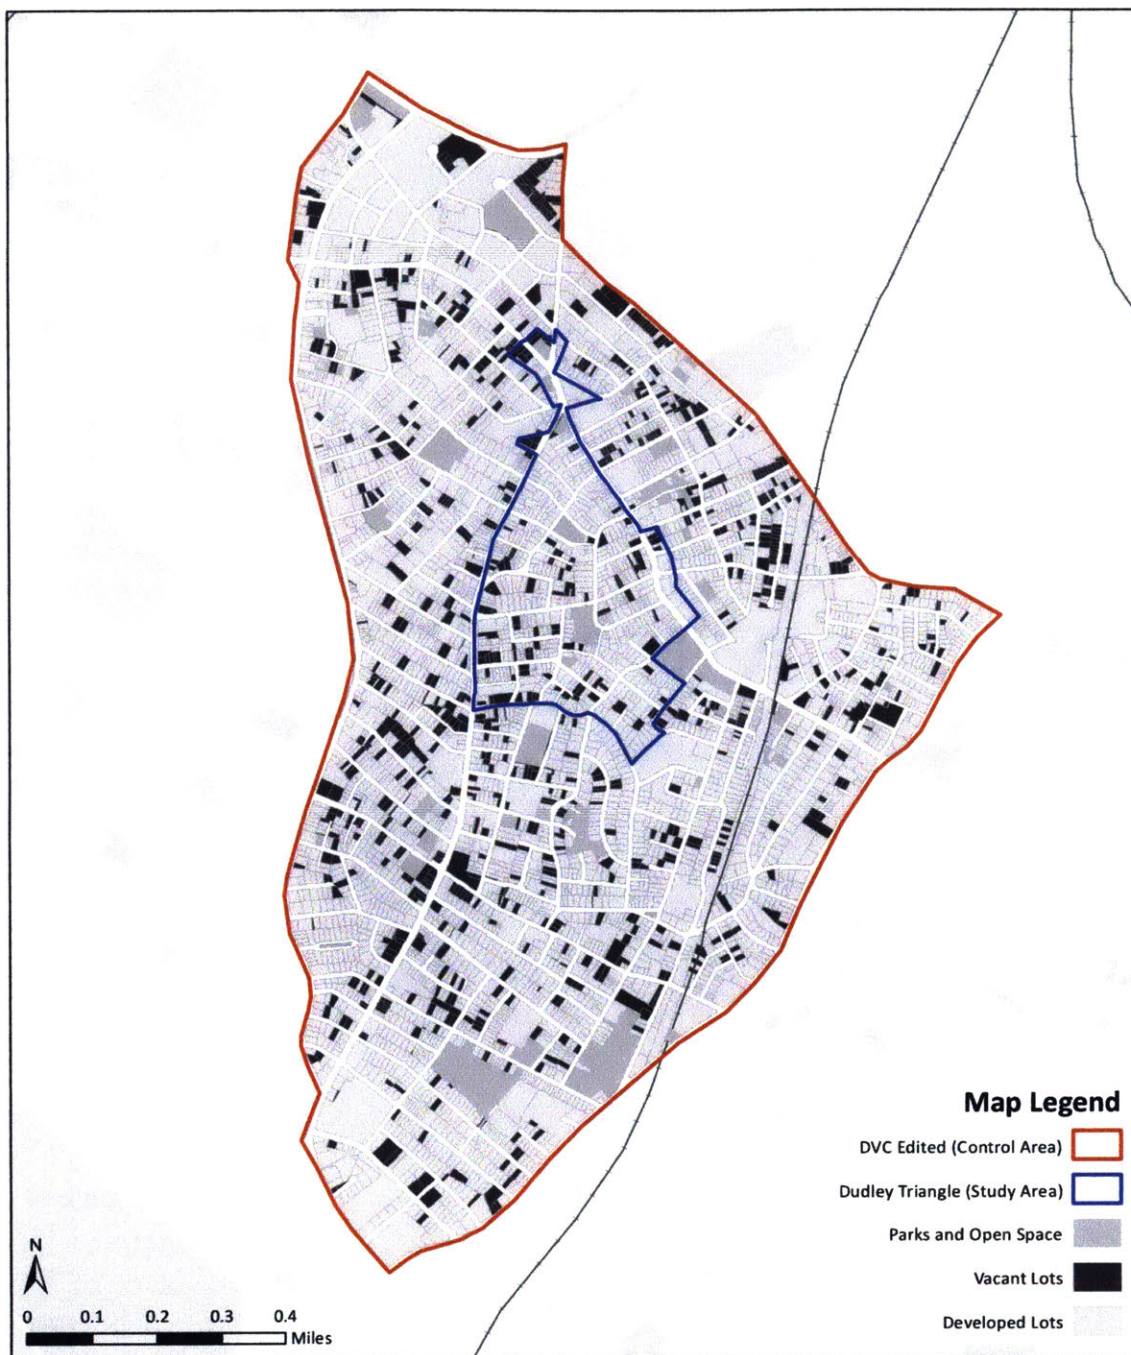 Map Legend
DVC Edited (Control Area)
Dudley Triangle (Study Area)
Parks and Open Space
Vacant Lots
Developed Lots
N
0 0.1 0.2 0.3 0.4
Miles